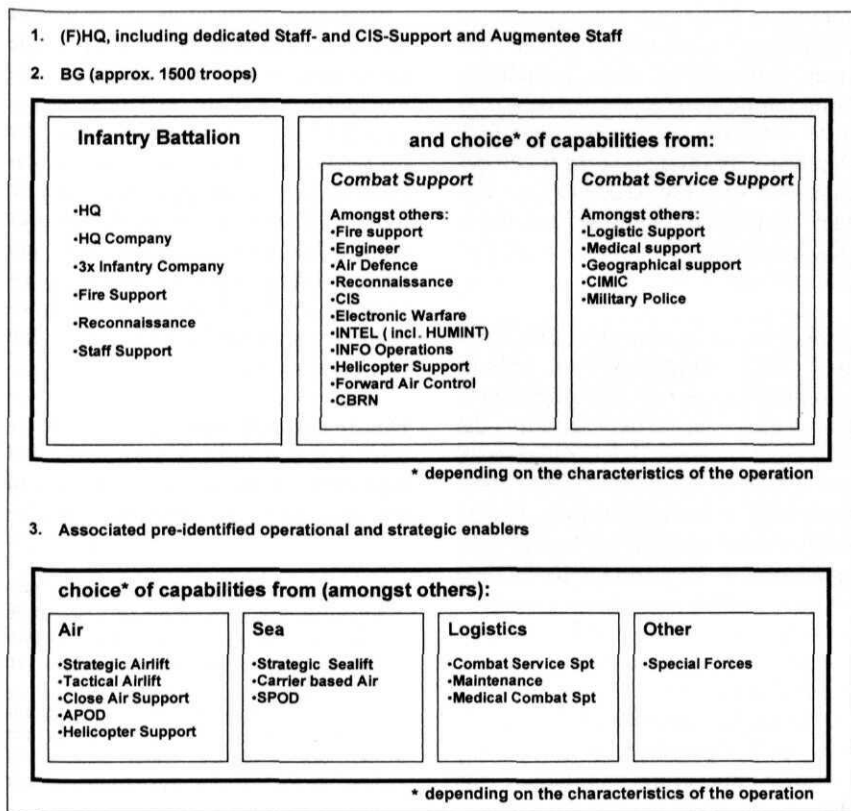 1. (F)HQ, including dedicated Staff- and CIS-Support and Augmentee Staff
2. BG (approx. 1500 troops)
Infantry Battalion
•HQ
•HQ Company
•3x Infantry Company
•Fire Support
•Reconnaissance
•Staff Support
and choice* of capabilities from:
Combat Support
Amongst others:
•Fire support
•Engineer
•Air Defence
•Reconnaissance
•CIS
•Electronic Warfare
•INTEL ( incl. HUMINT)
•INFO Operations
•Helicopter Support
•Forward Air Control
•CBRN
Combat Service Support
Amongst others:
•Logistic Support
•Medical support
•Geographical support
•CIMIC
•Military Police
* depending on the characteristics of the operation
3. Associated pre-identified operational and strategic enablers
choice* of capabilities from (amongst others):
Air
•Strategic Airlift
•Tactical Airlift
•Close Air Support
•APOD
•Helicopter Support
Sea
•Strategic Sealift
•Carrier based Air
•SPOD
Logistics
•Combat Service Spt
•Maintenance
•Medical Combat Spt
Other
•Special Forces
* depending on the characteristics of the operation